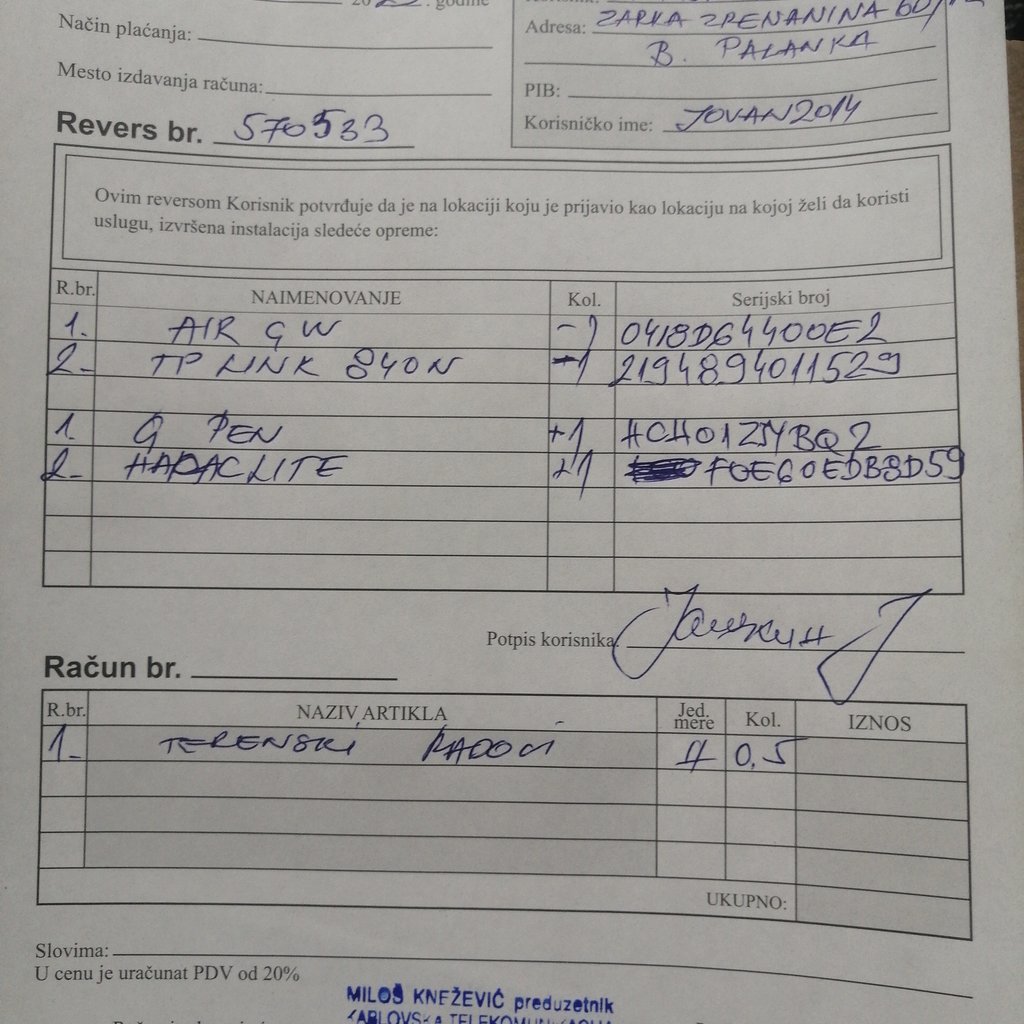 godine
Način plaćanja:
Adresa: ZARKA ZRENANINA
B. PALANKA
Mesto izdavanja računa:
PIB:
Revers br. 570533
Korisničko ime: JOVAN2014
Ovim reversom Korisnik potvrđuje da je na lokaciji koju je prijavio kao lokaciju na kojoj želi da koristi
uslugu, izvršena instalacija sledeće opreme:
R.br. NAIMENOVANJE Kol. Serijski broj
1. AIR GW -1 0418D64400E2
2- TP LINK 840N -1 2194894011529
1. G PEN +1 HCH01ZMYBQ2
2- HAPACLITE +1 F0E60EDB8D59
Potpis korisnika:
Račun br.
R.br. NAZIV ARTIKLA Jed. mere Kol. IZNOS
1- TERENSKI RADOVI H 0,5
UKUPNO:
Slovima:
U cenu je uračunat PDV od 20%
MILOŠ KNEŽEVIĆ preduzetnik